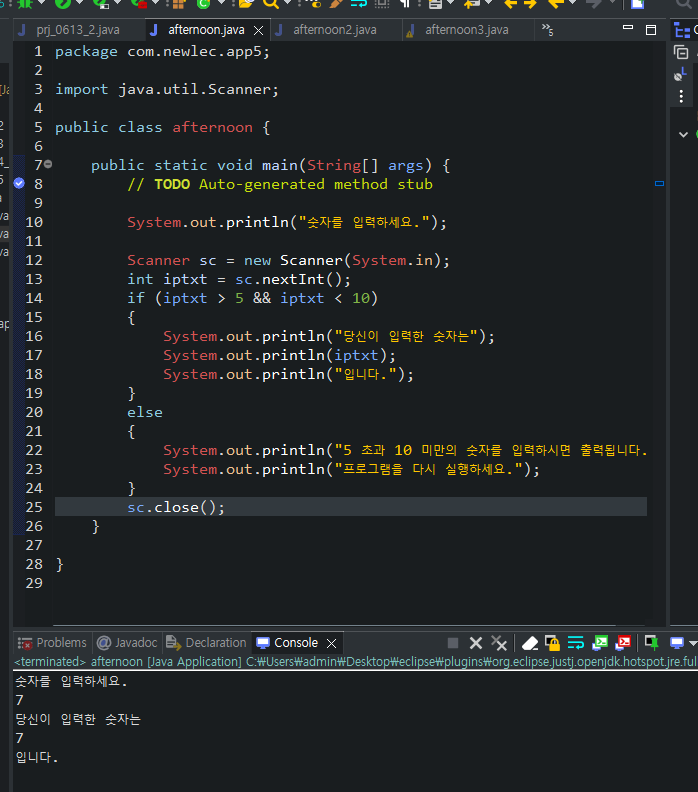 prj_0613_2.java afternoon.java afternoon2.java afternoon3.java »5
1 package com.newlec.app5;
2
3 import java.util.Scanner;
4
5 public class afternoon {
6
7 public static void main(String[] args) {
8 // TODO Auto-generated method stub
9
10 System.out.println("숫자를 입력하세요.");
11
12 Scanner sc = new Scanner(System.in);
13 int iptxt = sc.nextInt();
14 if (iptxt > 5 && iptxt < 10)
15 {
16 System.out.println("당신이 입력한 숫자는");
17 System.out.println(iptxt);
18 System.out.println("입니다.");
19 }
20 else
21 {
22 System.out.println("5 초과 10 미만의 숫자를 입력하시면 출력됩니다.
23 System.out.println("프로그램을 다시 실행하세요.");
24 }
25 sc.close();
26 }
27
28 }
29
Problems Javadoc Declaration Console
<terminated> afternoon [Java Application] C:₩Users₩admin₩Desktop₩eclipse₩plugins₩org.eclipse.justj.openjdk.hotspot.jre.ful
숫자를 입력하세요.
7
당신이 입력한 숫자는
7
입니다.